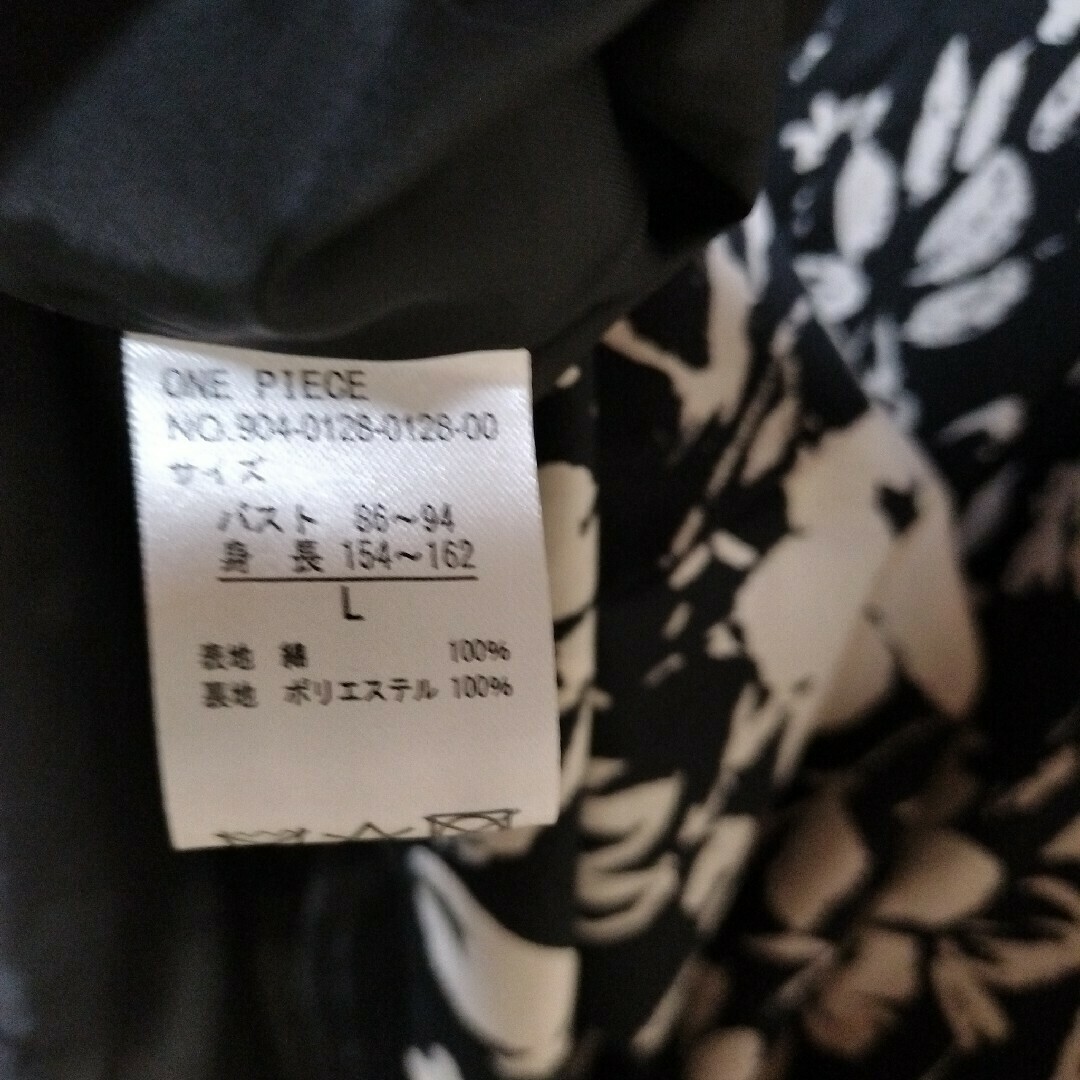 ONE PIECE
NO.904-0128-0128-00
サイズ
バスト 86〜94
身 長 154〜162
L
表地 綿 100%
裏地 ポリエステル 100%